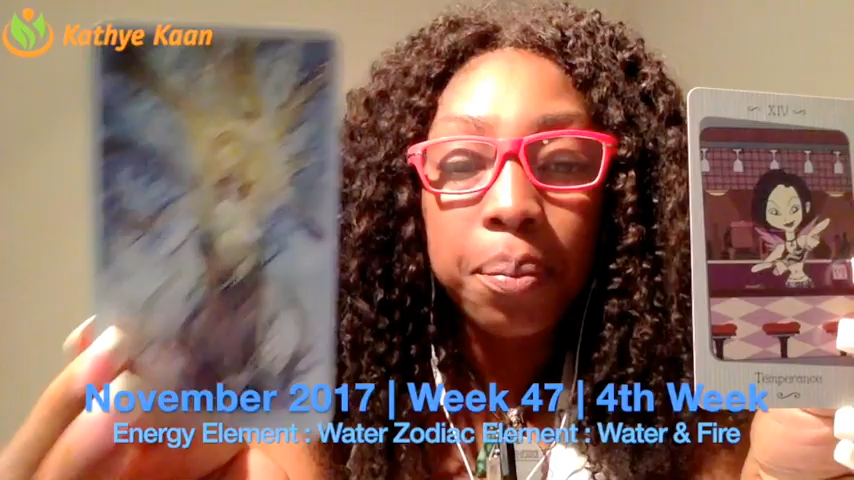 Kathye Kaan
XIV
Temperance
November 2017 | Week 47 | 4th Week
Energy Element : Water Zodiac Element : Water & Fire